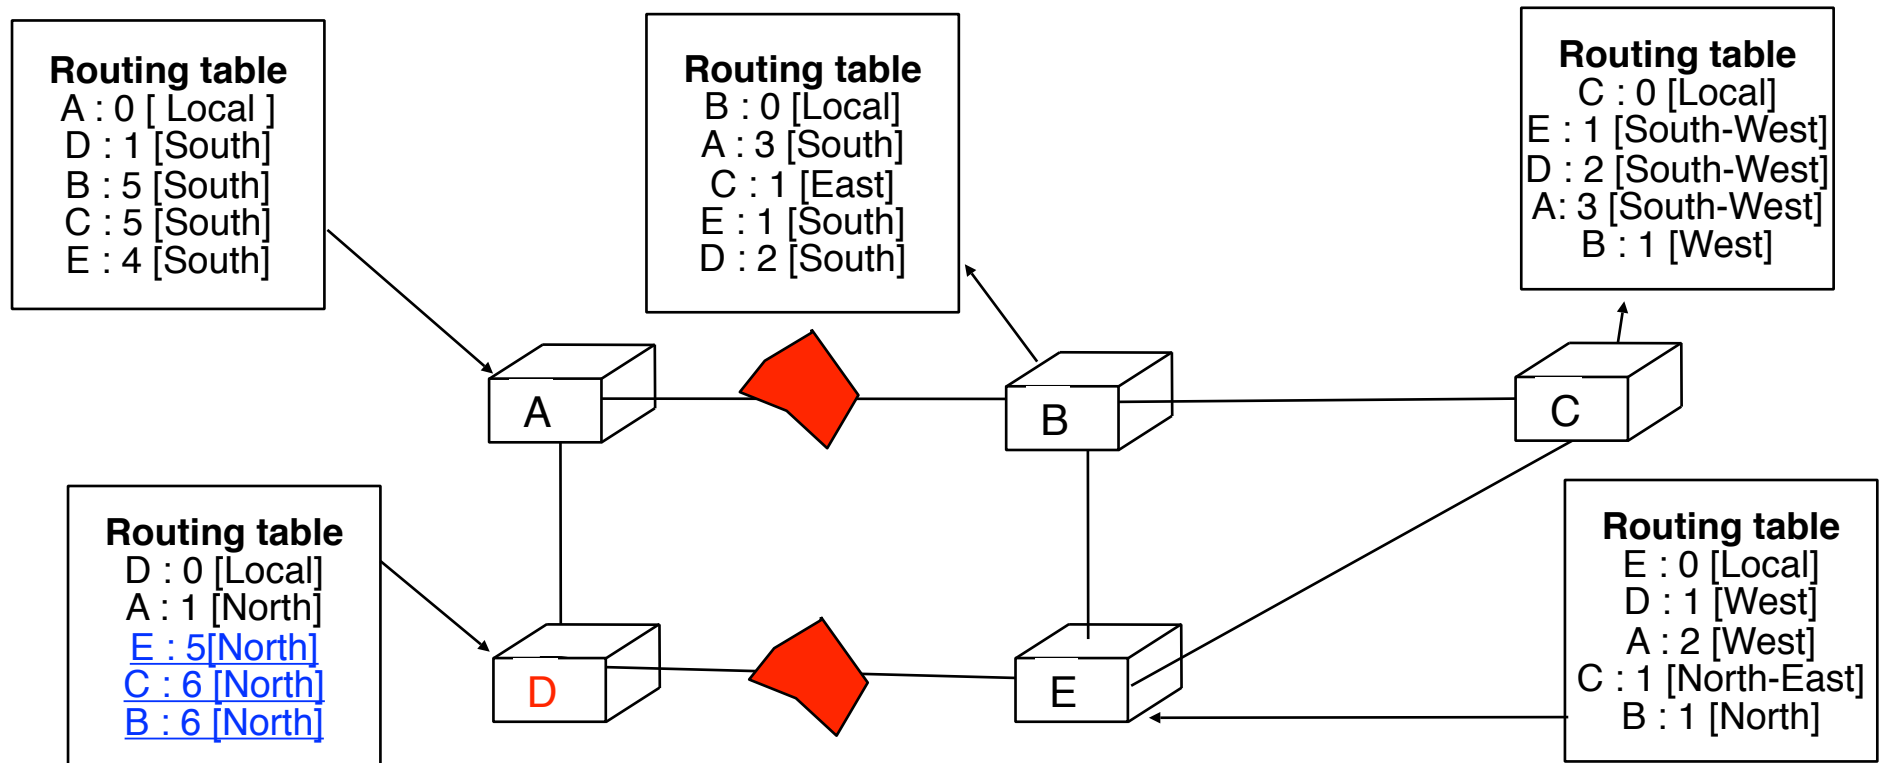 Routing table
A : 0 [ Local ]
D : 1 [South]
B : 5 [South]
C : 5 [South]
E : 4 [South]
Routing table
B : 0 [Local]
A : 3 [South]
C : 1 [East]
E : 1 [South]
D : 2 [South]
Routing table
C : 0 [Local]
E : 1 [South-West]
D : 2 [South-West]
A: 3 [South-West]
B : 1 [West]
A
B
C
Routing table
D : 0 [Local]
A : 1 [North]
E : 5[North]
C : 6 [North]
B : 6 [North]
D
E
Routing table
E : 0 [Local]
D : 1 [West]
A : 2 [West]
C : 1 [North-East]
B : 1 [North]